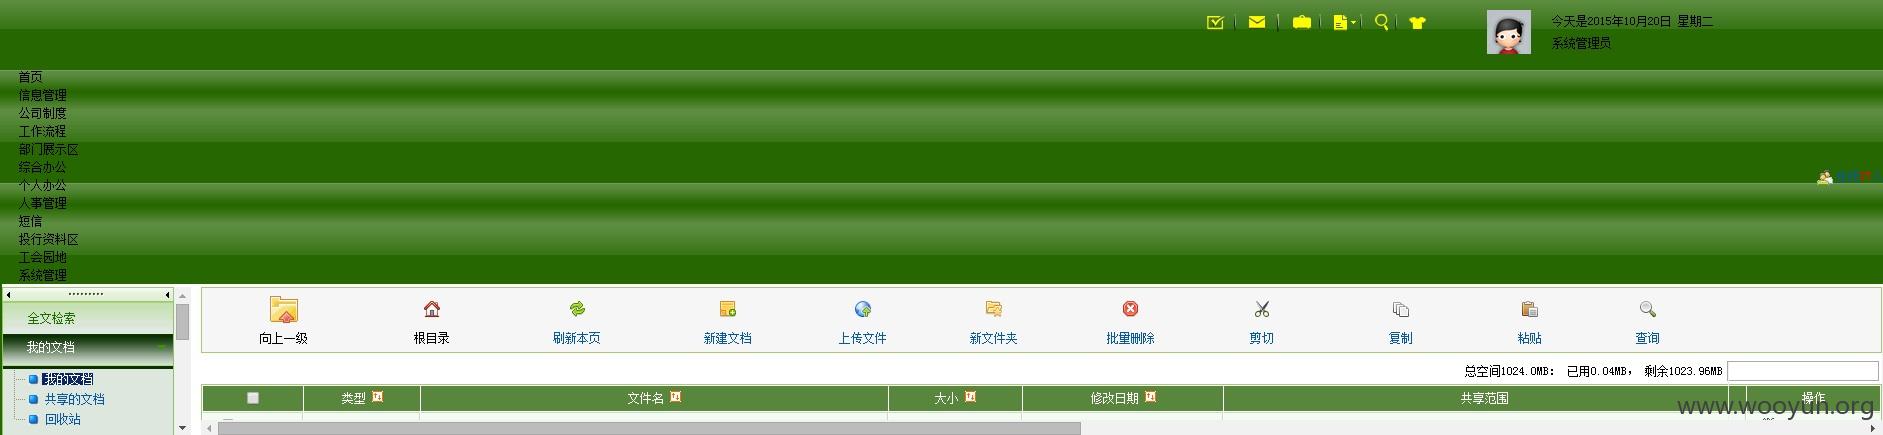 今天是2015年10月20日 星期二
系统管理员
首页
信息管理
公司制度
工作流程
部门展示区
综合办公
个人办公
人事管理
短信
投行资料区
工会园地
系统管理
全文检索
我的文档
我的文档
共享的文档
回收站
向上一级 根目录 刷新本页 新建文档 上传文件 新文件夹 批量删除 剪切 复制 粘贴 查询
总空间1024.0MB： 已用0.04MB， 剩余1023.96MB
类型 文件名 大小 修改日期 共享范围 操作
www.wooyun.org